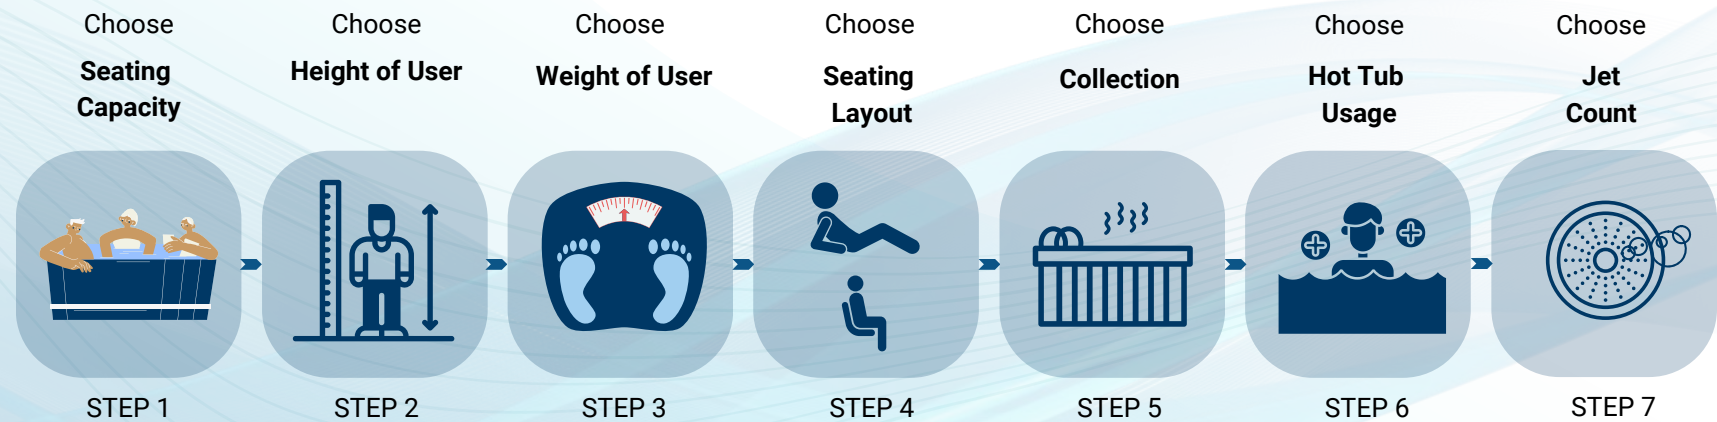 Choose
Seating
Capacity
STEP 1
Choose
Height of User
STEP 2
Choose
Weight of User
STEP 3
Choose
Seating
Layout
STEP 4
Choose
Collection
STEP 5
Choose
Hot Tub
Usage
STEP 6
Choose
Jet
Count
STEP 7